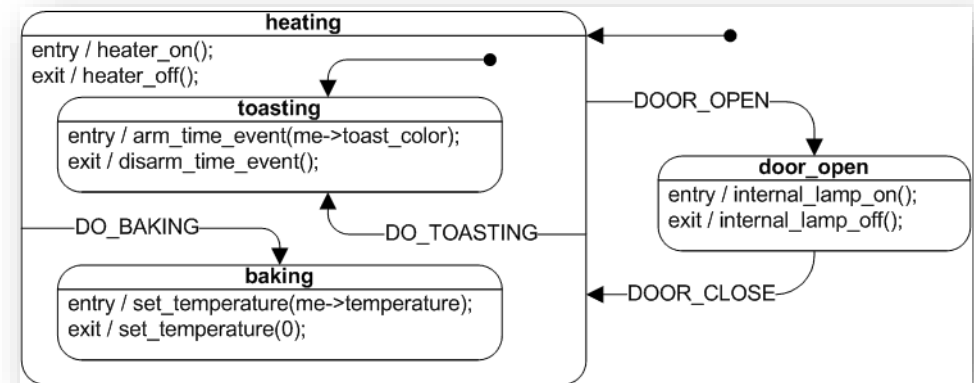 heating
entry / heater_on();
exit / heater_off();
toasting
entry / arm_time_event(me->toast_color);
exit / disarm_time_event();
DO_BAKING
DO_TOASTING
baking
entry / set_temperature(me->temperature);
exit / set_temperature(0);
DOOR_OPEN
door_open
entry / internal_lamp_on();
exit / internal_lamp_off();
DOOR_CLOSE